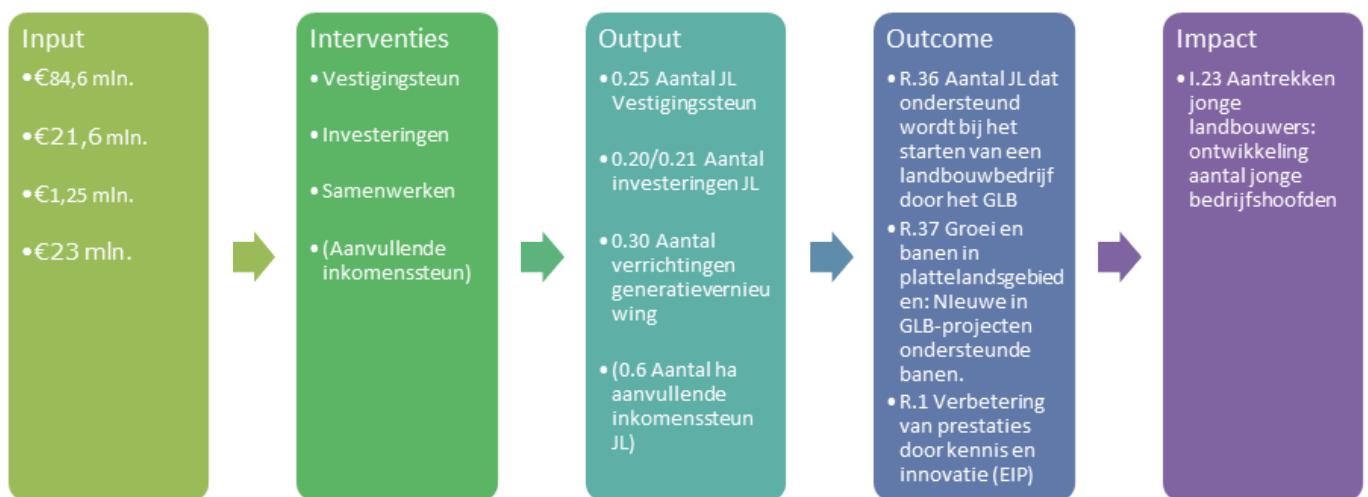 Input
•€84,6 mln.
•€21,6 mln.
•€1,25 mln.
•€23 mln.
Interventies
•Vestigingsteun
•Investeringen
•Samenwerken
•(Aanvullende
inkomenssteun)
Output
•0.25 Aantal JL
Vestigingssteun
•0.20/0.21 Aantal
investeringen JL
•0.30 Aantal
verrichtingen
generatievernieu
wing
•(0.6 Aantal ha
aanvullende
inkomenssteun
JL)
Outcome
•R.36 Aantal JL dat
ondersteund
wordt bij het
starten van een
landbouwbedrijf
door het GLB
•R.37 Groei en
banen in
plattelandsgebied
en: NIeuwe in
GLB-projecten
ondersteunde
banen.
•R.1 Verbetering
van prestaties
door kennis en
innovatie (EIP)
Impact
•I.23 Aantrekken
jonge
landbouwers:
ontwikkeling
aantal jonge
bedrijfshoofden